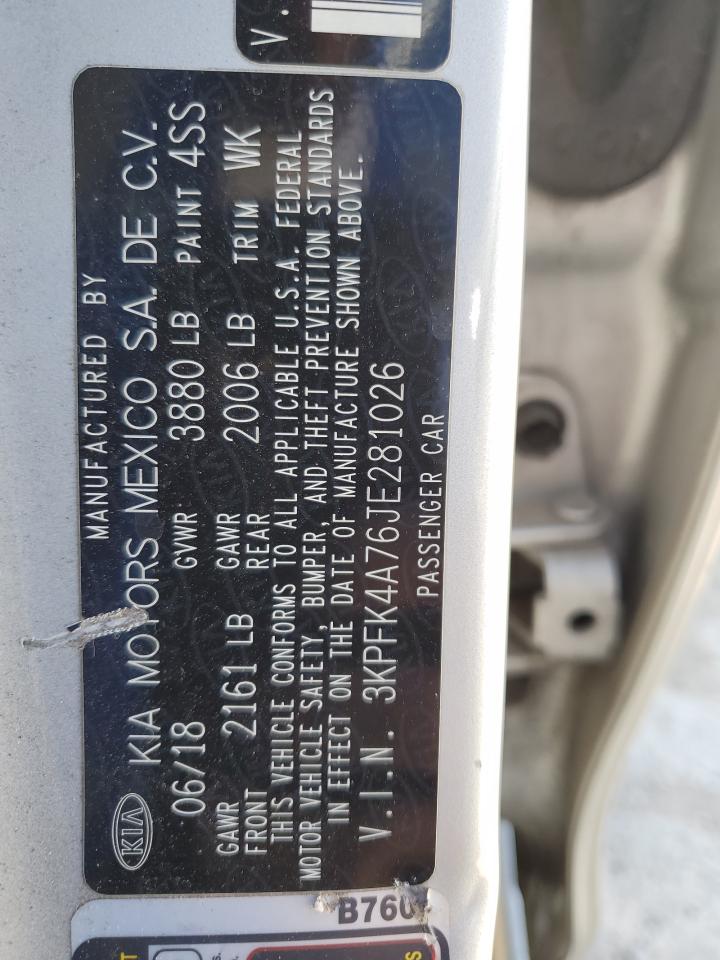 V.
MANUFACTURED BY
KIA KIA MOTORS MEXICO S.A. DE C.V.
06/18 GVWR 3880 LB PAINT 4SS
GAWR FRONT 2161 LB GAWR REAR 2006 LB TRIM WK
THIS VEHICLE CONFORMS TO ALL APPLICABLE U.S.A. FEDERAL
MOTOR VEHICLE SAFETY, BUMPER, AND THEFT PREVENTION STANDARDS
IN EFFECT ON THE DATE OF MANUFACTURE SHOWN ABOVE.
V.I.N. 3KPFK4A76JE281026
PASSENGER CAR